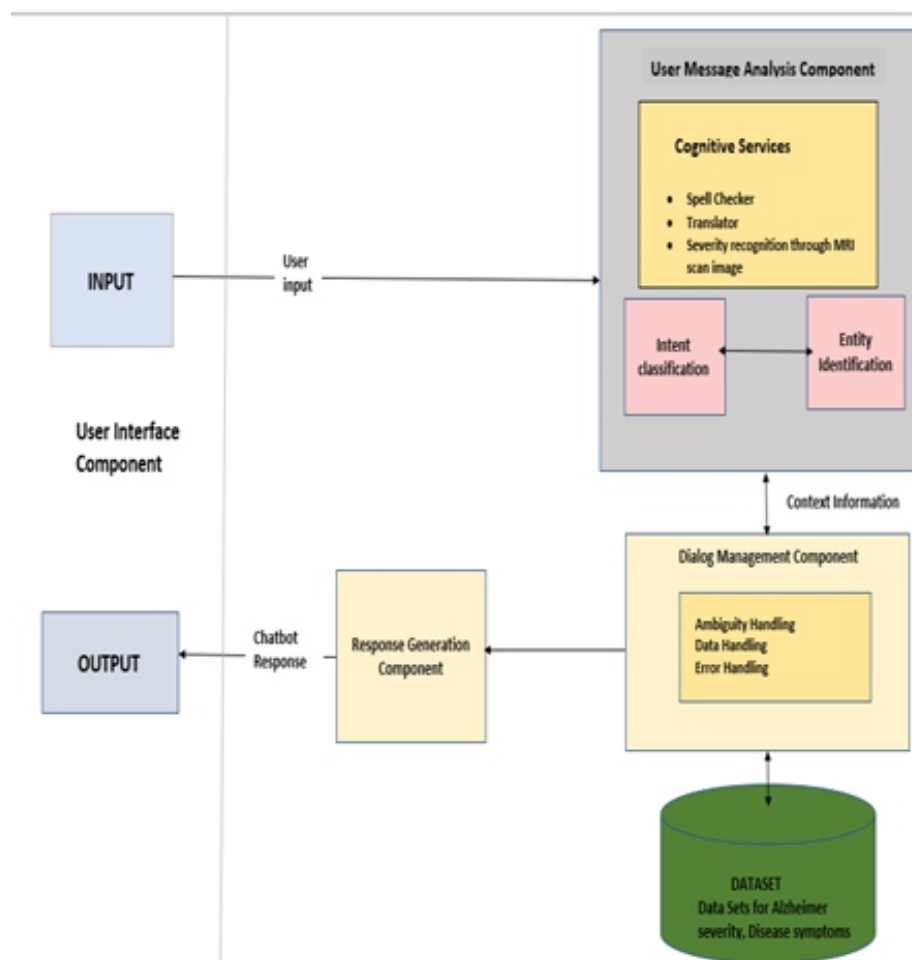 User Message Analysis Component
Cognitive Services
• Spell Checker
• Translator
• Severity recognition through MRI
scan image
INPUT
User
input
Intent
classification
Entity
Identification
User Interface
Component
Context Information
Dialog Management Component
Ambiguity Handling
Data Handling
Error Handling
Response Generation
Component
Chatbot
Response
OUTPUT
DATASET
Data Sets for Alzheimer
severity, Disease symptoms